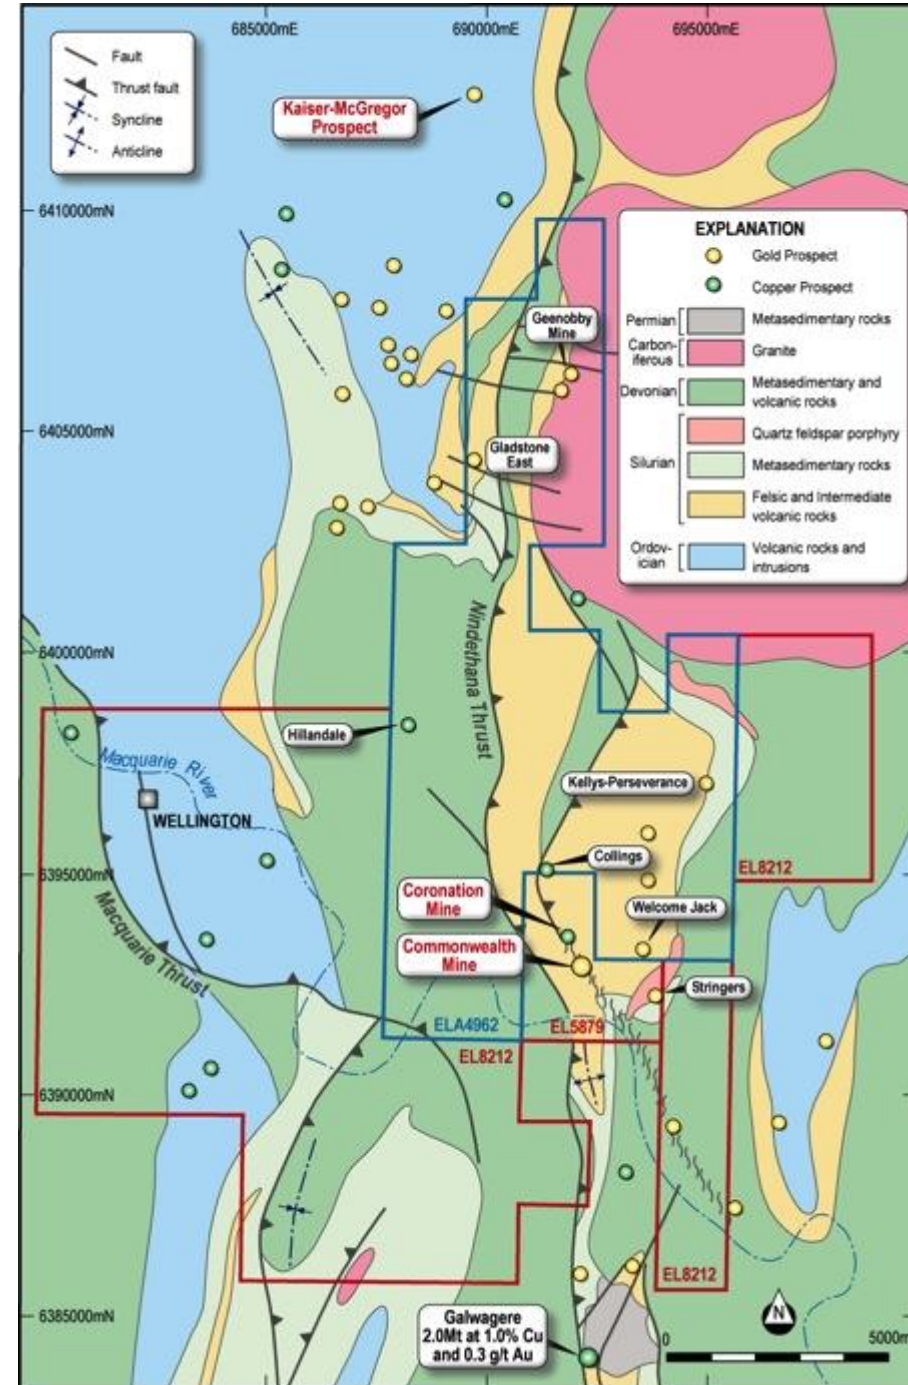 685000mE
690000mE
695000mE
Fault
Thrust fault
Syncline
Anticline
Kaiser-McGregor
Prospect
6410000mN
EXPLANATION
Gold Prospect
Copper Prospect
Permian
Metasedimentary rocks
Carbon-
iferous
Granite
Devonian
Metasedimentary and
volcanic rocks
Quartz feldspar porphyry
Silurian
Metasedimentary rocks
Felsic and Intermediate
volcanic rocks
Ordov-
ician
Volcanic rocks and
intrusions
Geenobby
Mine
6405000mN
Gladstone
East
Nindethana Thrust
6400000mN
Hillandale
Macquarie River
WELLINGTON
Kellys-Perseverance
Collings
EL8212
6395000mN
Coronation
Mine
Welcome Jack
Macquarie Thrust
Commonwealth
Mine
Stringers
ELA4962
EL5879
EL8212
6390000mN
EL8212
6385000mN
Galwagere
2.0Mt at 1.0% Cu
and 0.3 g/t Au
N
0
5000m